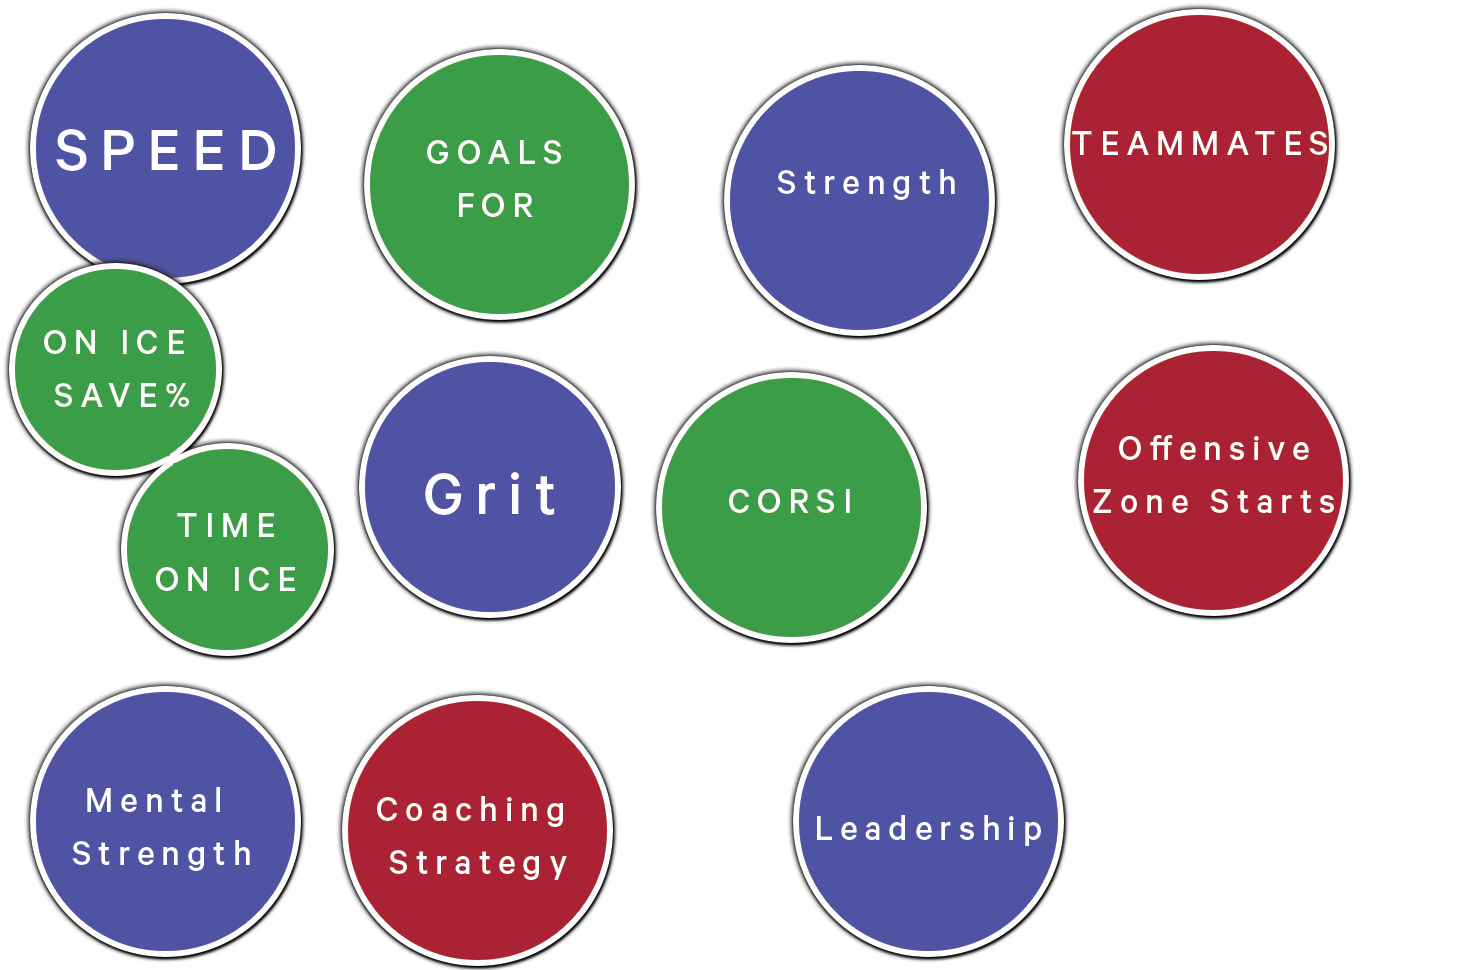 SPEED
GOALS
FOR
Strength
TEAMMATES
ON ICE
SAVE%
TIME
ON ICE
Grit
CORSI
Offensive
Zone Starts
Mental
Strength
Coaching
Strategy
Leadership